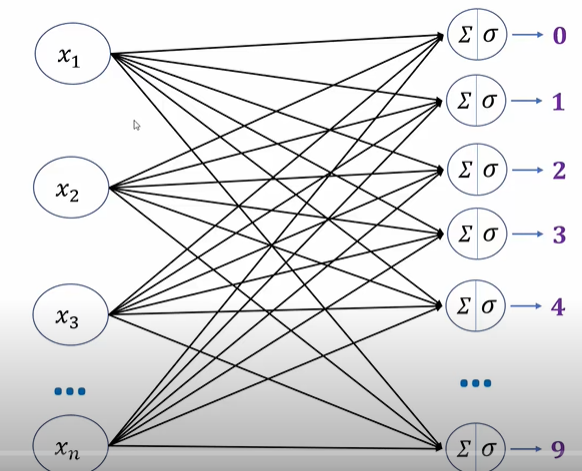 x₁
Σ σ 0
Σ σ 1
x₂
Σ σ 2
Σ σ 3
x₃
Σ σ 4
...
...
xₙ
Σ σ 9